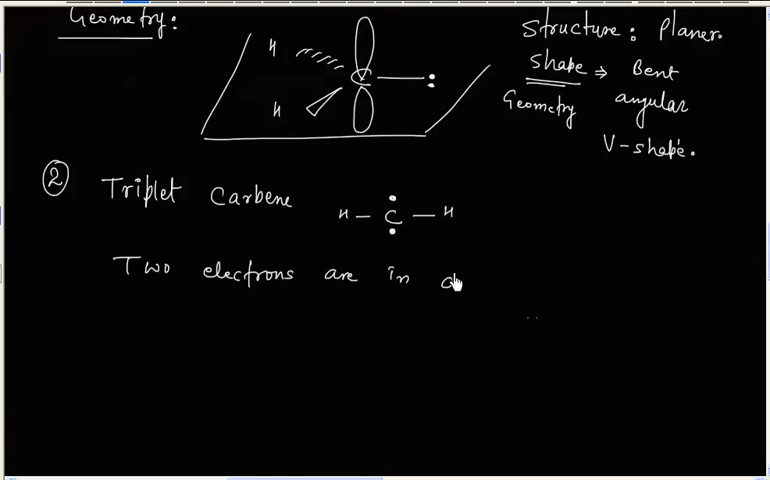 Geometry:
H
C
:
H
Structure: Planer.
Shape ⇒ Bent
Geometry angular
V-shape.
② Triplet Carbene H – C – H
Two electrons are in